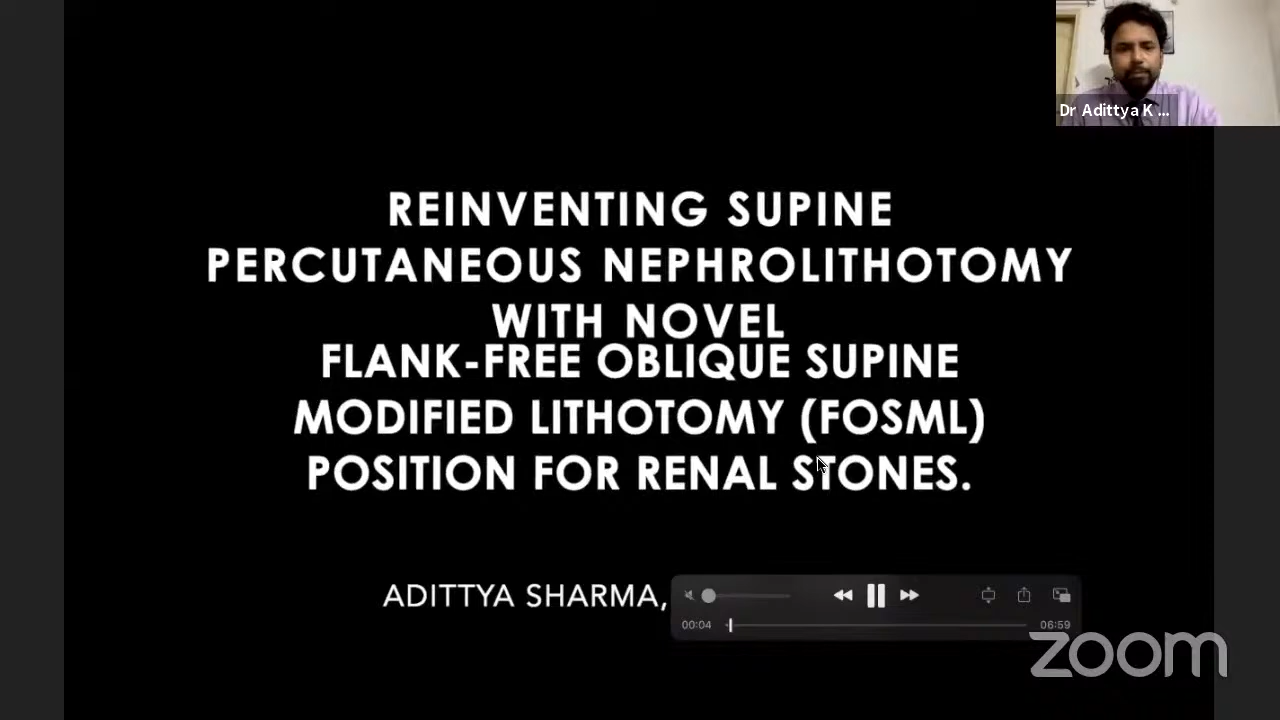 Dr Adittya K ...
REINVENTING SUPINE
PERCUTANEOUS NEPHROLITHOTOMY
WITH NOVEL
FLANK-FREE OBLIQUE SUPINE
MODIFIED LITHOTOMY (FOSML)
POSITION FOR RENAL STONES.
ADITTYA SHARMA,
00:04
06:59
zoom